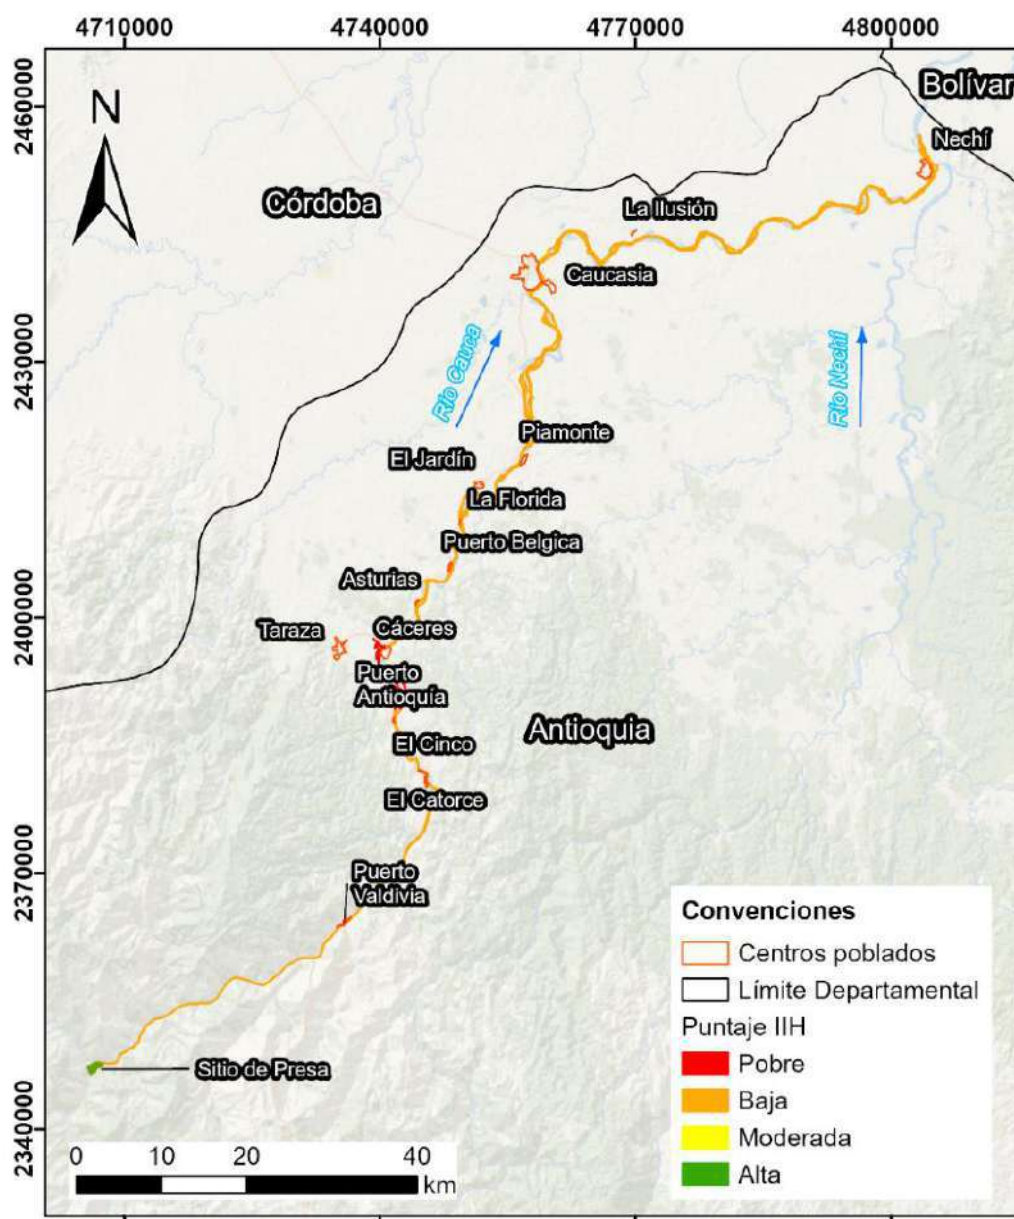 4710000
4740000
4770000
4800000
2460000
2430000
2400000
2370000
2340000
N
Bolívar
Nechí
Córdoba
La Ilusión
Caucasia
Río Cauca
Río Nechí
Piamonte
El Jardín
La Florida
Puerto Belgica
Asturias
Taraza
Cáceres
Puerto
Antioquía
Antioquia
El Cinco
El Catorce
Puerto
Valdivia
Sitio de Presa
Convenciones
Centros poblados
Límite Departamental
Puntaje IIH
Pobre
Baja
Moderada
Alta
0 10 20 40
km